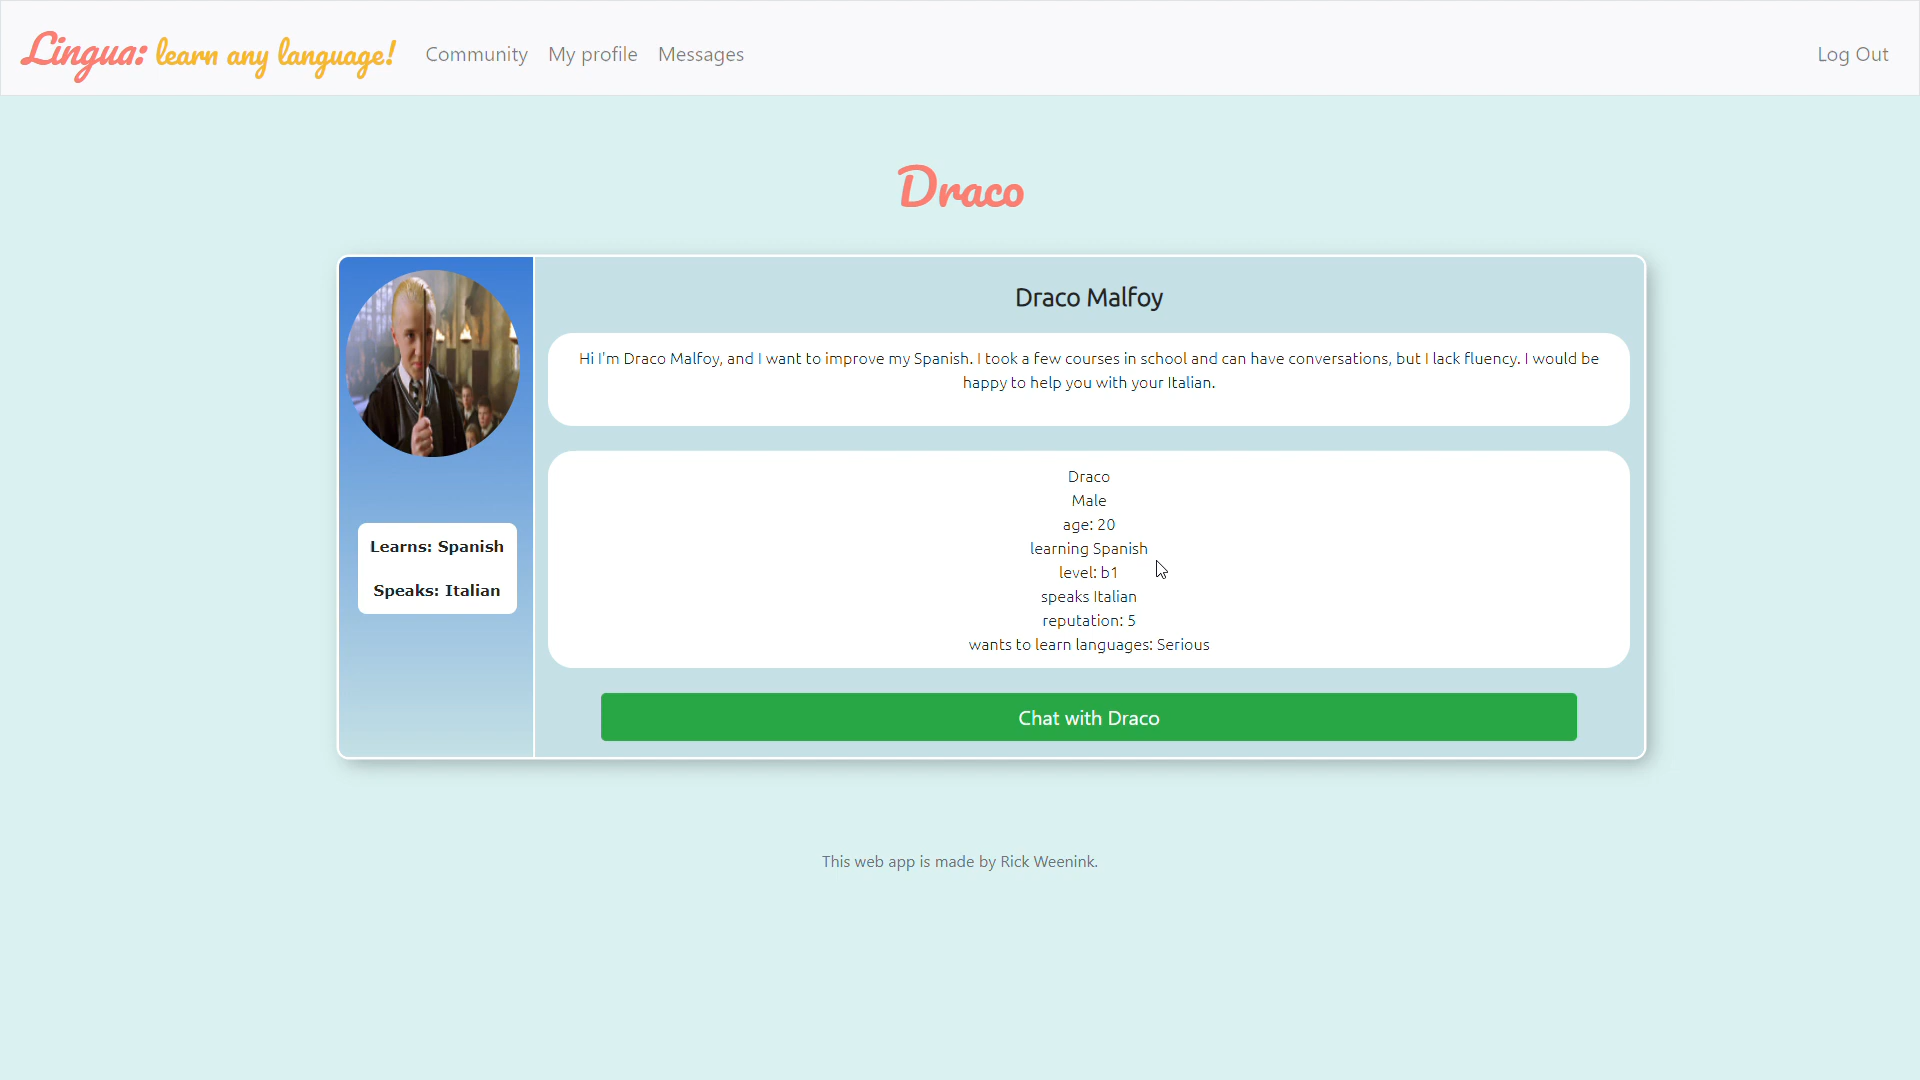 Lingua: learn any language! Community My profile Messages Log Out
Draco
Draco Malfoy
Hi I'm Draco Malfoy, and I want to improve my Spanish. I took a few courses in school and can have conversations, but I lack fluency. I would be
happy to help you with your Italian.
Learns: Spanish
Speaks: Italian
Draco
Male
age: 20
learning Spanish
level: b1
speaks Italian
reputation: 5
wants to learn languages: Serious
Chat with Draco
This web app is made by Rick Weenink.